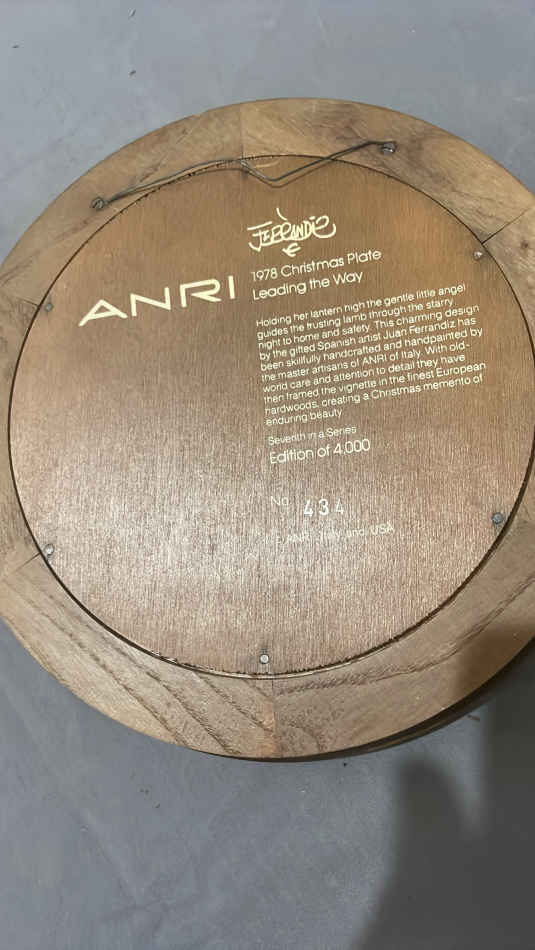 FERRANDIZ
1978 Christmas Plate
Leading the Way
ANRI
Holding her lantern high the gentle little angel
guides the trusting lamb through the starry
night to home and safety. This charming design
by the gifted Spanish artist Juan Ferrandiz has
been skillfully handcrafted and handpainted by
the master artisans of ANRI of Italy. With old-
world care and attention to detail they have
then framed the vignette in the finest European
hardwoods, creating a Christmas memento of
enduring beauty
Seventh in a Series
Edition of 4,000
No. 434
ANRI, Italy and USA